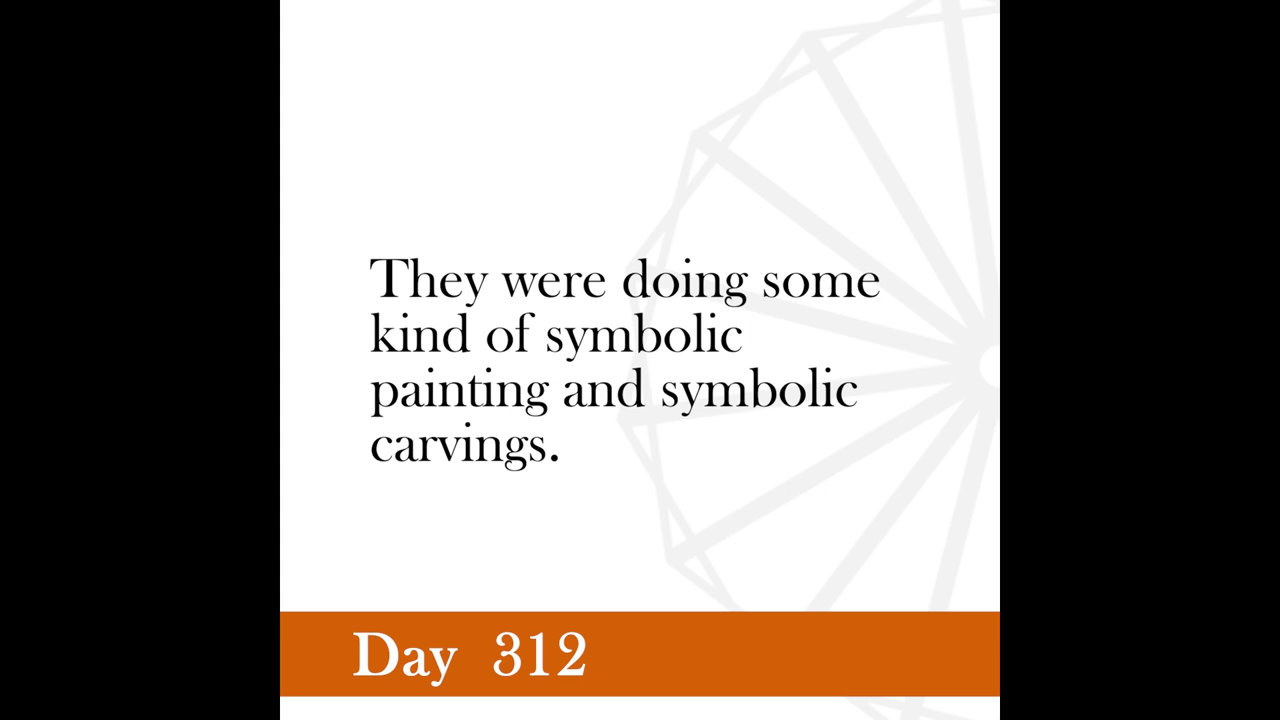 They were doing some
kind of symbolic
painting and symbolic
carvings.
Day 312